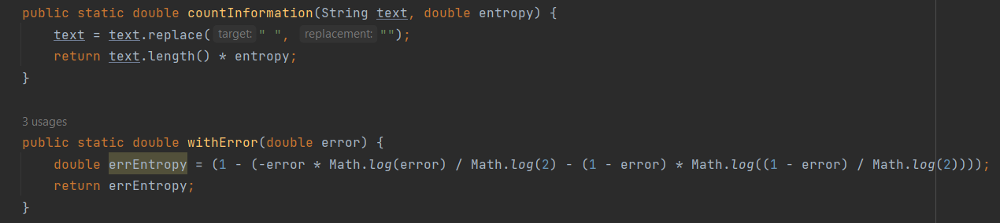 public static double countInformation(String text, double entropy) {
text = text.replace( target: " ", replacement: "");
return text.length() * entropy;
}
3 usages
public static double withError(double error) {
double errEntropy = (1 - (-error * Math.log(error) / Math.log(2) - (1 - error) * Math.log((1 - error) / Math.log(2))));
return errEntropy;
}